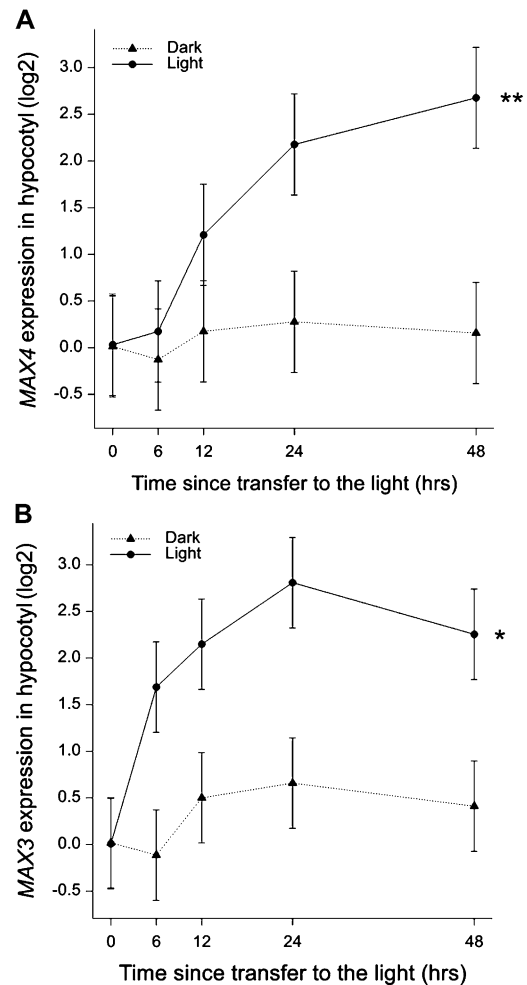 A
Dark
Light
MAX4 expression in hypocotyl (log2)
3.0
2.5
2.0
1.5
1.0
0.5
0.0
-0.5
**
0 6 12 24 48
Time since transfer to the light (hrs)
B
Dark
Light
MAX3 expression in hypocotyl (log2)
3.0
2.5
2.0
1.5
1.0
0.5
0.0
-0.5
*
0 6 12 24 48
Time since transfer to the light (hrs)